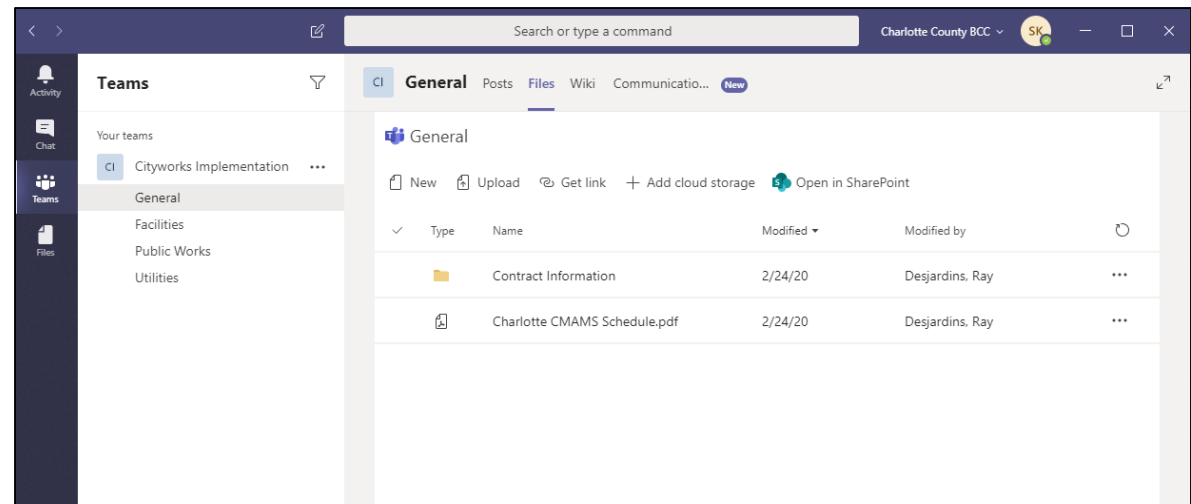 Search or type a command
Charlotte County BCC
SK
Activity
Chat
Teams
Files
Teams
Your teams
CI Cityworks Implementation
General
Facilities
Public Works
Utilities
CI General Posts Files Wiki Communicatio... New
General
New Upload Get link Add cloud storage Open in SharePoint
Type Name Modified Modified by
Contract Information 2/24/20 Desjardins, Ray
Charlotte CMAMS Schedule.pdf 2/24/20 Desjardins, Ray